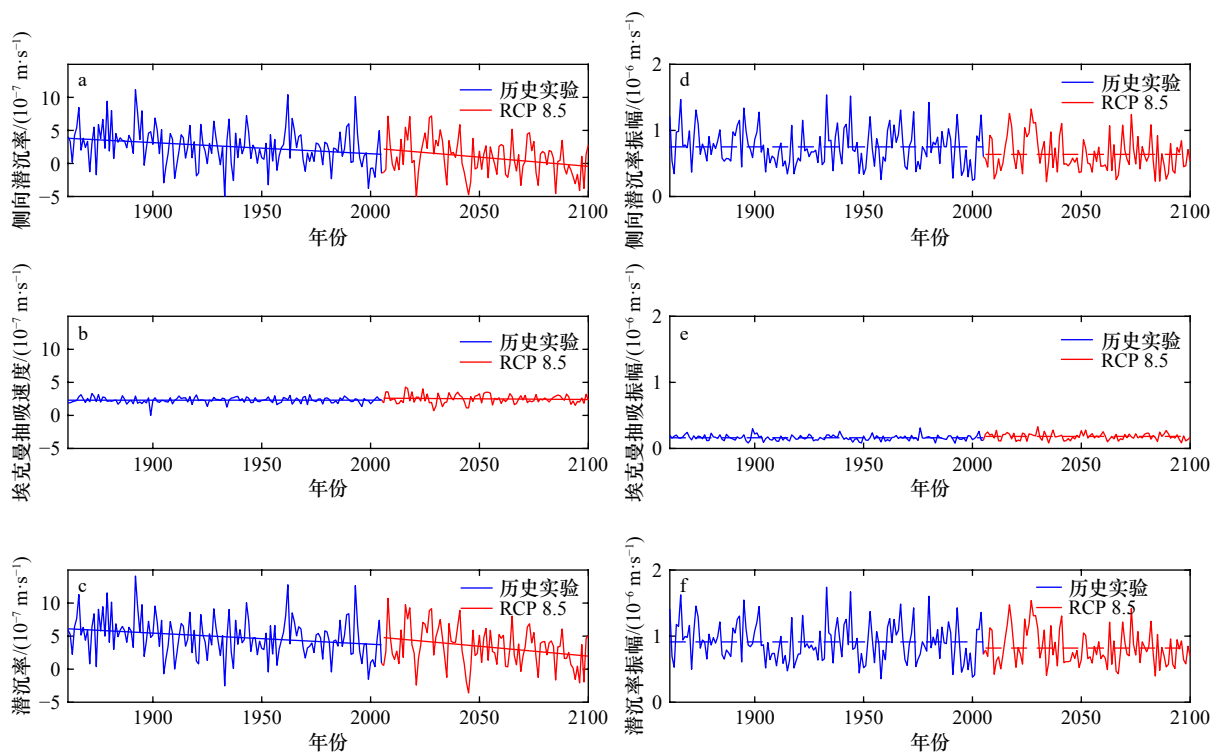 侧向潜沉率/(10⁻⁷ m·s⁻¹)
a
历史实验
RCP 8.5
10
5
0
−5
1900
1950
2000
2050
2100
年份
侧向潜沉率振幅/(10⁻⁶ m·s⁻¹)
d
历史实验
RCP 8.5
2
1
0
1900
1950
2000
2050
2100
年份
埃克曼抽吸速度/(10⁻⁷ m·s⁻¹)
b
历史实验
RCP 8.5
10
5
0
−5
1900
1950
2000
2050
2100
年份
埃克曼抽吸振幅/(10⁻⁶ m·s⁻¹)
e
历史实验
RCP 8.5
2
1
0
1900
1950
2000
2050
2100
年份
潜沉率/(10⁻⁷ m·s⁻¹)
c
历史实验
RCP 8.5
10
5
0
−5
1900
1950
2000
2050
2100
年份
潜沉率振幅/(10⁻⁶ m·s⁻¹)
f
历史实验
RCP 8.5
2
1
0
1900
1950
2000
2050
2100
年份